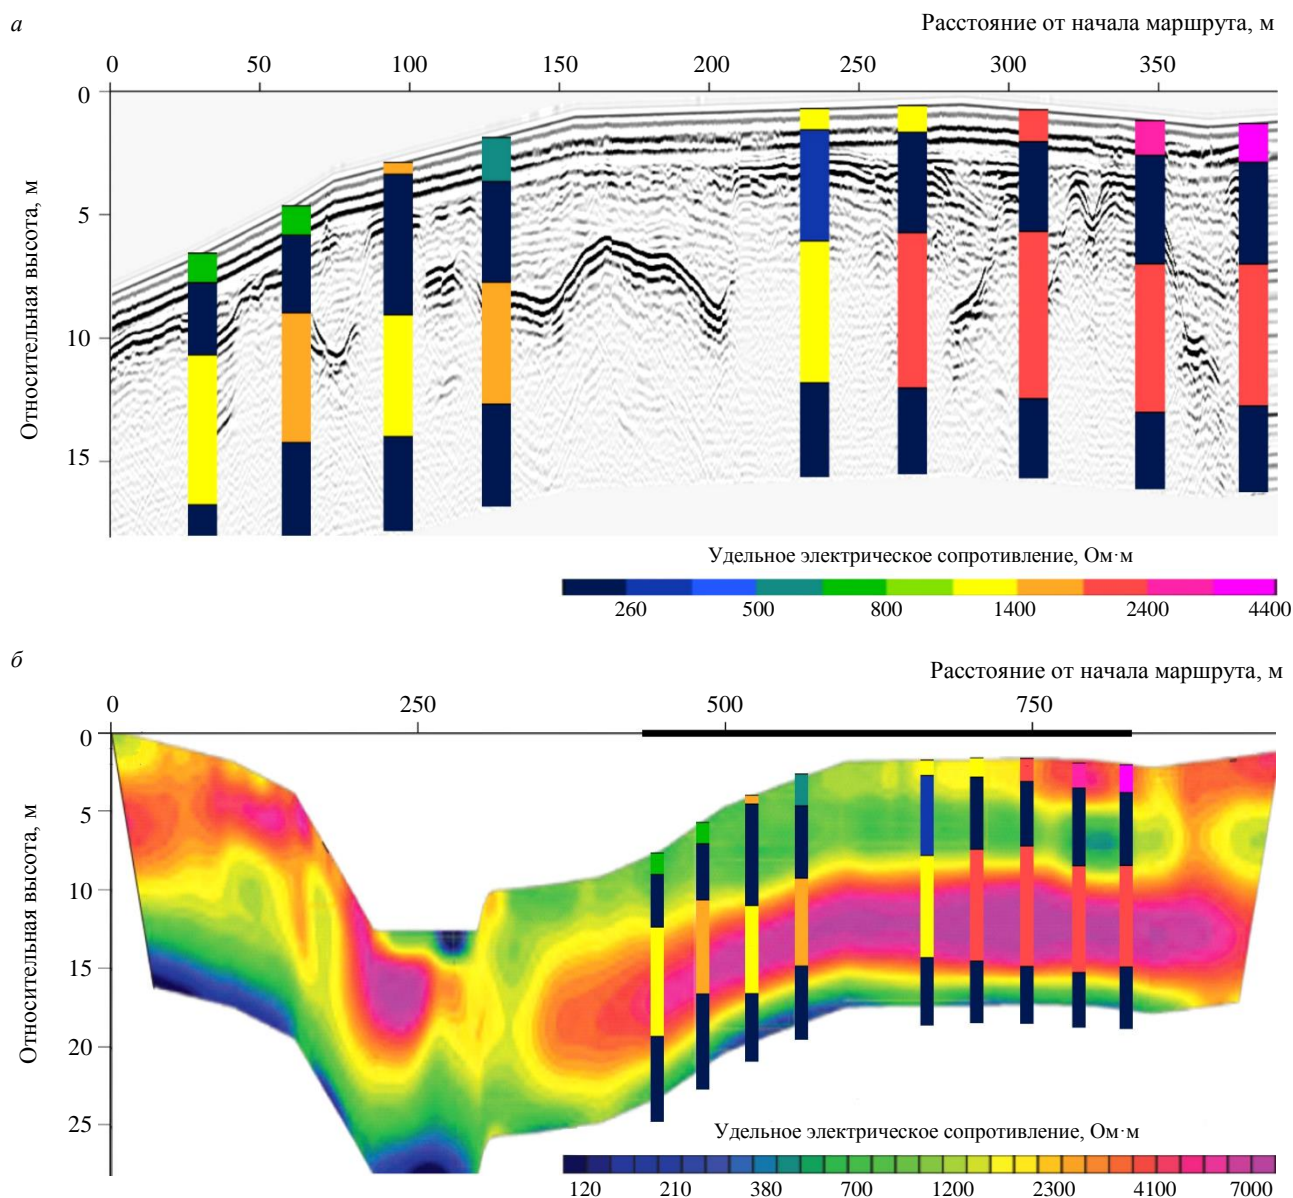 а
Расстояние от начала маршрута, м
0 50 100 150 200 250 300 350
0
5
10
15
Относительная высота, м
Удельное электрическое сопротивление, Ом·м
260 500 800 1400 2400 4400
б
Расстояние от начала маршрута, м
0 250 500 750
0
5
10
15
20
25
Относительная высота, м
Удельное электрическое сопротивление, Ом·м
120 210 380 700 1200 2300 4100 7000